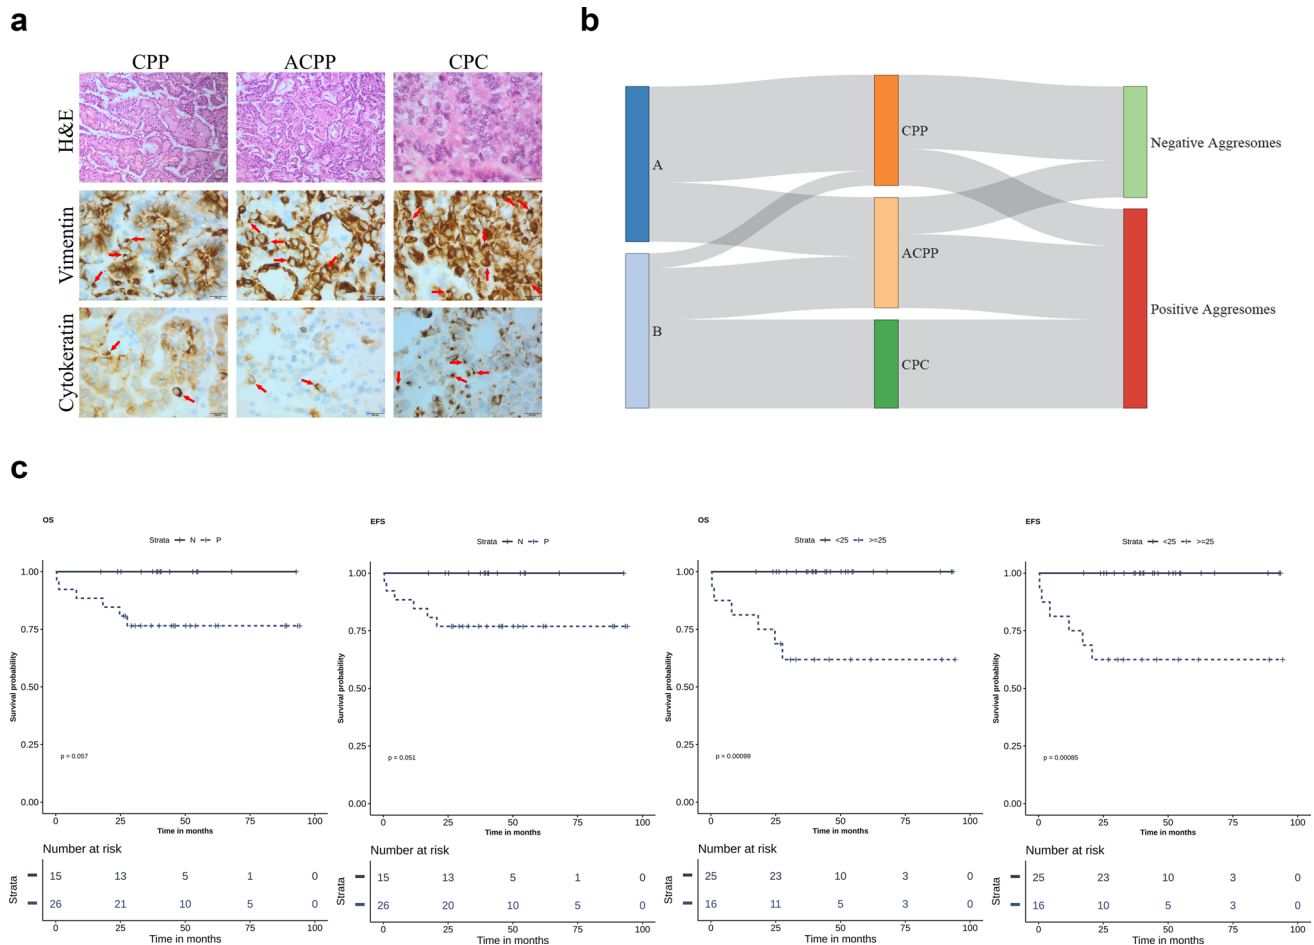 a
CPP ACPP CPC
H&E
Vimentin
Cytokeratin
b
A
B
CPP
ACPP
CPC
Negative Aggresomes
Positive Aggresomes
c
OS
Strata N P
Survival probability
1.00
0.75
0.50
0.25
0.00
p = 0.057
0 25 50 75 100
Time in months
Number at risk
Strata
15 13 5 1 0
26 21 10 5 0
0 25 50 75 100
Time in months
EFS
Strata N P
Survival probability
1.00
0.75
0.50
0.25
0.00
p = 0.051
0 25 50 75 100
Time in months
Number at risk
Strata
15 13 5 1 0
26 20 10 5 0
0 25 50 75 100
Time in months
OS
Strata <25 >=25
Survival probability
1.00
0.75
0.50
0.25
0.00
p = 0.00099
0 25 50 75 100
Time in months
Number at risk
Strata
25 23 10 3 0
16 11 5 3 0
0 25 50 75 100
Time in months
EFS
Strata <25 >=25
Survival probability
1.00
0.75
0.50
0.25
0.00
p = 0.00085
0 25 50 75 100
Time in months
Number at risk
Strata
25 23 10 3 0
16 10 5 3 0
0 25 50 75 100
Time in months